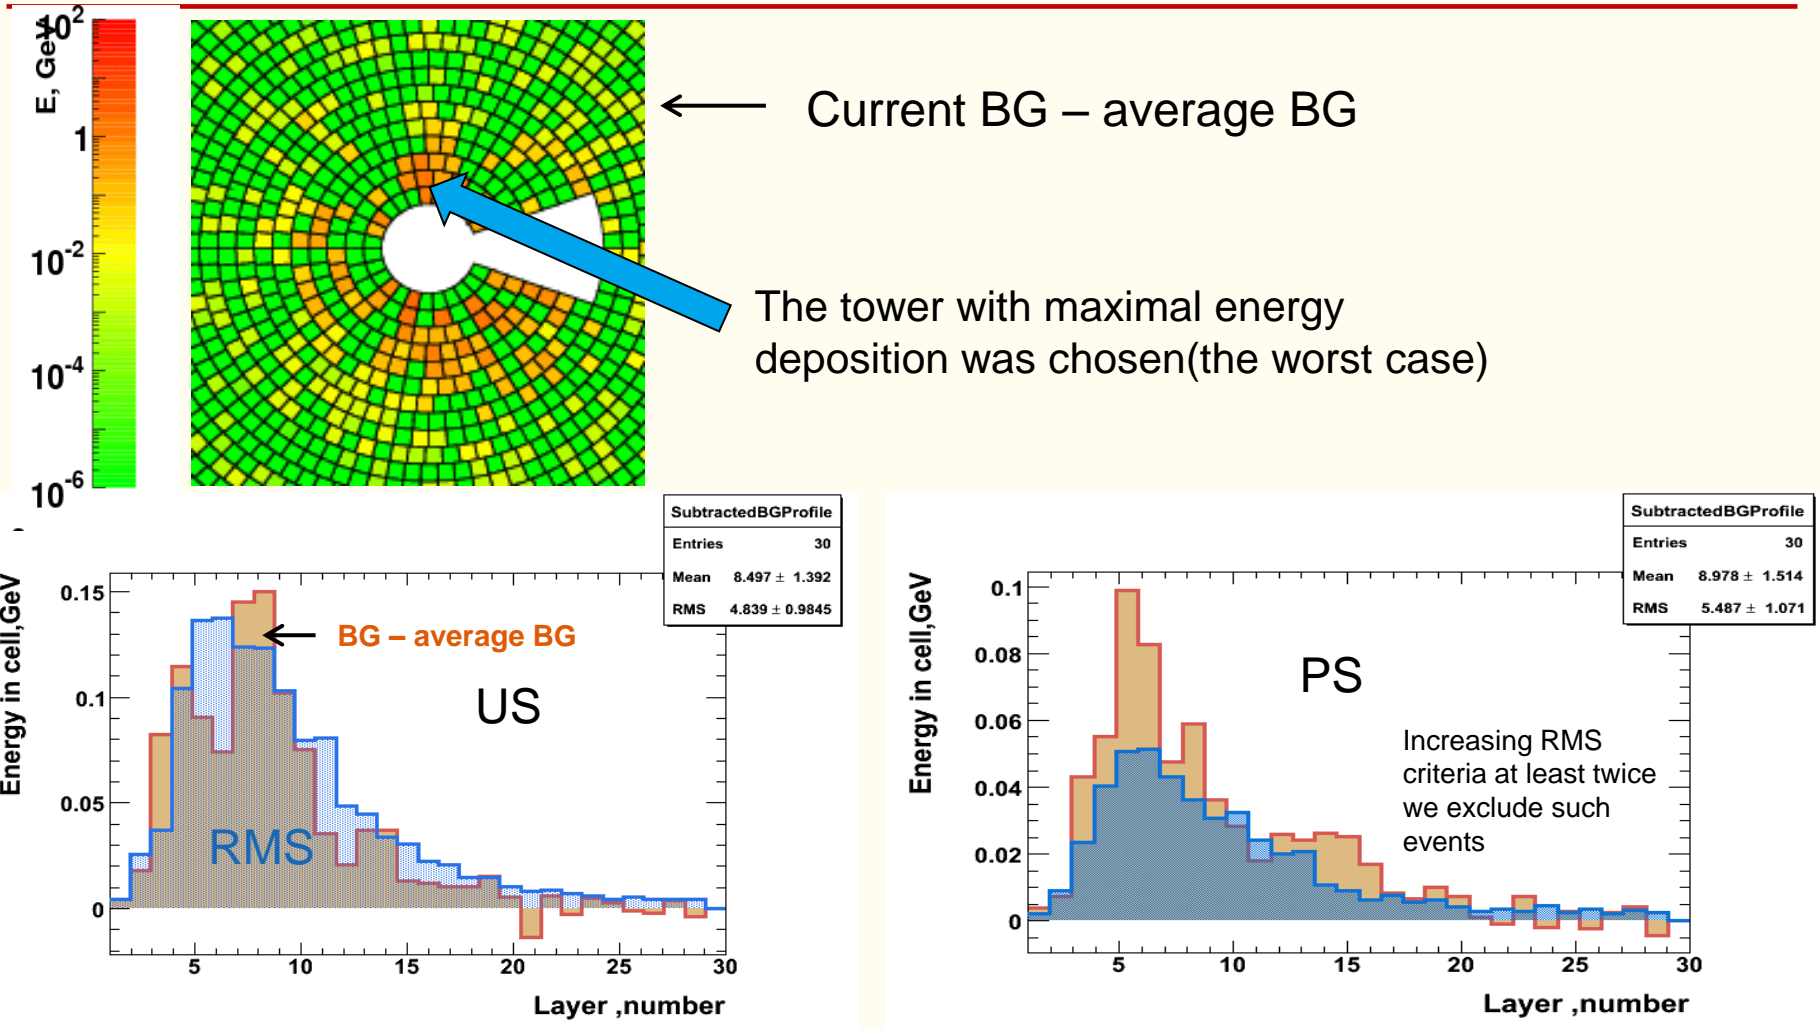 E, GeV
10²
1
10⁻²
10⁻⁴
10⁻⁶
Current BG – average BG
The tower with maximal energy
deposition was chosen(the worst case)
SubtractedBGProfile
Entries 30
Mean 8.497 ± 1.392
RMS 4.839 ± 0.9845
Energy in cell,GeV
0.15
0.1
0.05
0
BG – average BG
US
RMS
5 10 15 20 25 30
Layer ,number
SubtractedBGProfile
Entries 30
Mean 8.978 ± 1.514
RMS 5.487 ± 1.071
Energy in cell,GeV
0.1
0.08
0.06
0.04
0.02
0
PS
Increasing RMS
criteria at least twice
we exclude such
events
5 10 15 20 25 30
Layer ,number